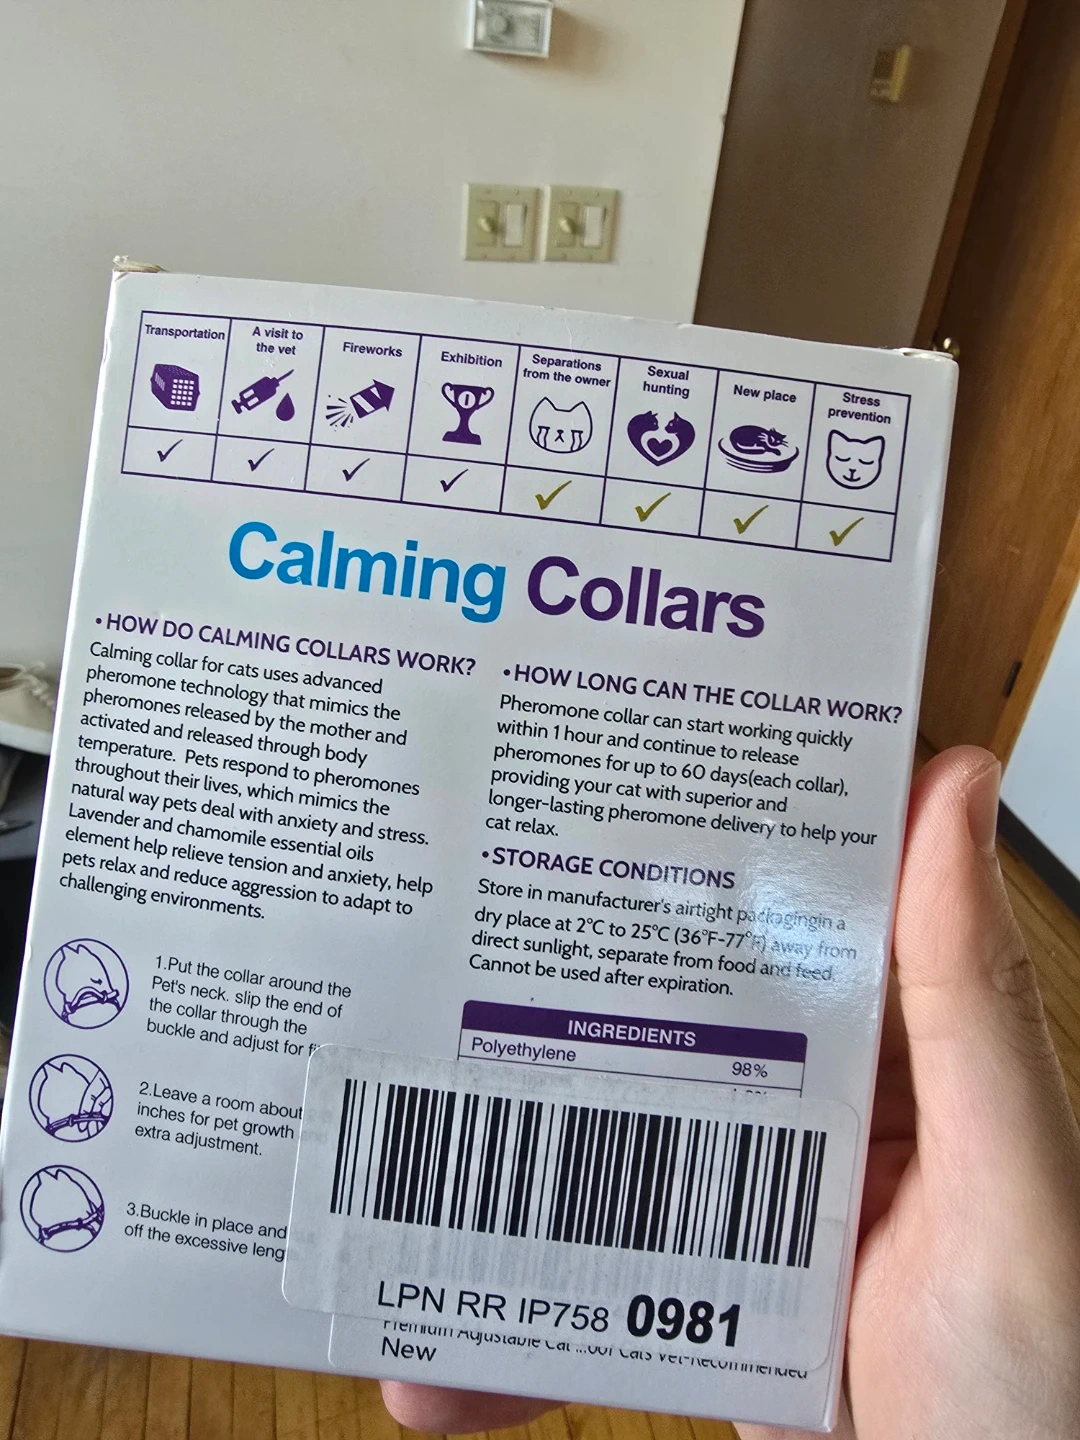 Transportation
A visit to
the vet
Fireworks
Exhibition
Separations
from the owner
Sexual
hunting
New place
Stress
prevention
Calming Collars
•HOW DO CALMING COLLARS WORK?
Calming collar for cats uses advanced
pheromone technology that mimics the
pheromones released by the mother and
activated and released through body
temperature. Pets respond to pheromones
throughout their lives, which mimics the
natural way pets deal with anxiety and stress.
Lavender and chamomile essential oils
element help relieve tension and anxiety, help
pets relax and reduce aggression to adapt to
challenging environments.
1.Put the collar around the
Pet's neck. slip the end of
the collar through the
buckle and adjust for
2.Leave a room about
inches for pet growth
extra adjustment.
3.Buckle in place and
off the excessive
•HOW LONG CAN THE COLLAR WORK?
Pheromone collar can start working quickly
within 1 hour and continue to release
pheromones for up to 60 days(each collar),
providing your cat with superior and
longer-lasting pheromone delivery to help your
cat relax.
•STORAGE CONDITIONS
Store in manufacturer's airtight packagingin a
dry place at 2°C to 25°C (36°F-77°F) away from
direct sunlight, separate from food and feed.
Cannot be used after expiration.
INGREDIENTS
Polyethylene 98%
LPN RR IP758 0981
Premium Adjustable Cat ...oor Cats Vet-Recommended
New